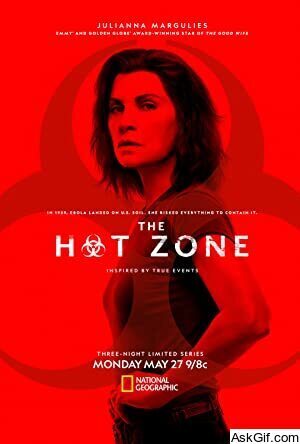 JULIANNA MARGULIES
EMMY® AND GOLDEN GLOBE® AWARD-WINNING STAR OF THE GOOD WIFE
IN 1989, EBOLA LANDED ON U.S. SOIL. SHE RISKED EVERYTHING TO CONTAIN IT.
THE
HOT ZONE
INSPIRED BY TRUE EVENTS
THREE-NIGHT LIMITED SERIES
MONDAY MAY 27 9/8c
NATIONAL
GEOGRAPHIC
AskGif.com